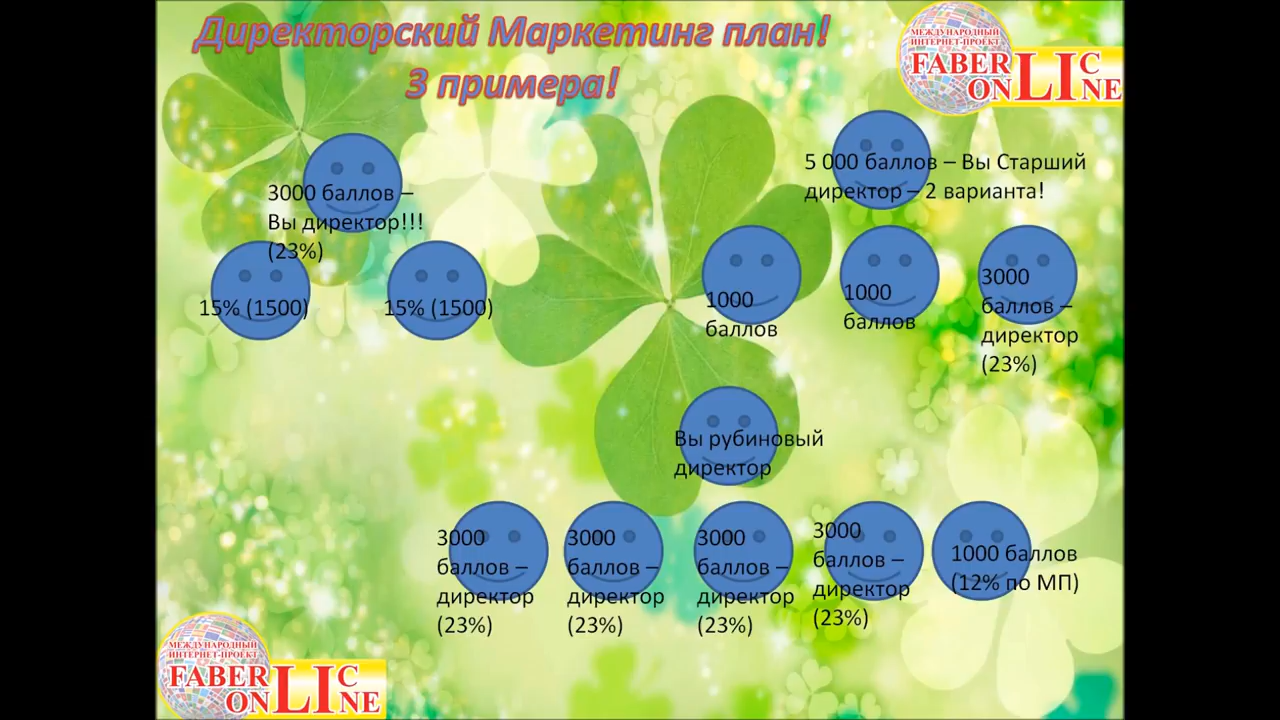 Директорский Маркетинг план!
3 примера!
МЕЖДУНАРОДНЫЙ
ИНТЕРНЕТ-ПРОЕКТ
FABERLIC
ONLINE
3000 баллов –
Вы директор!!!
(23%)
15% (1500)
15% (1500)
5 000 баллов – Вы Старший
директор – 2 варианта!
1000
баллов
1000
баллов
3000
баллов –
директор
(23%)
Вы рубиновый
директор
3000
баллов –
директор
(23%)
3000
баллов –
директор
(23%)
3000
баллов –
директор
(23%)
3000
баллов –
директор
(23%)
1000 баллов
(12% по МП)
МЕЖДУНАРОДНЫЙ
ИНТЕРНЕТ-ПРОЕКТ
FABERLIC
ONLINE